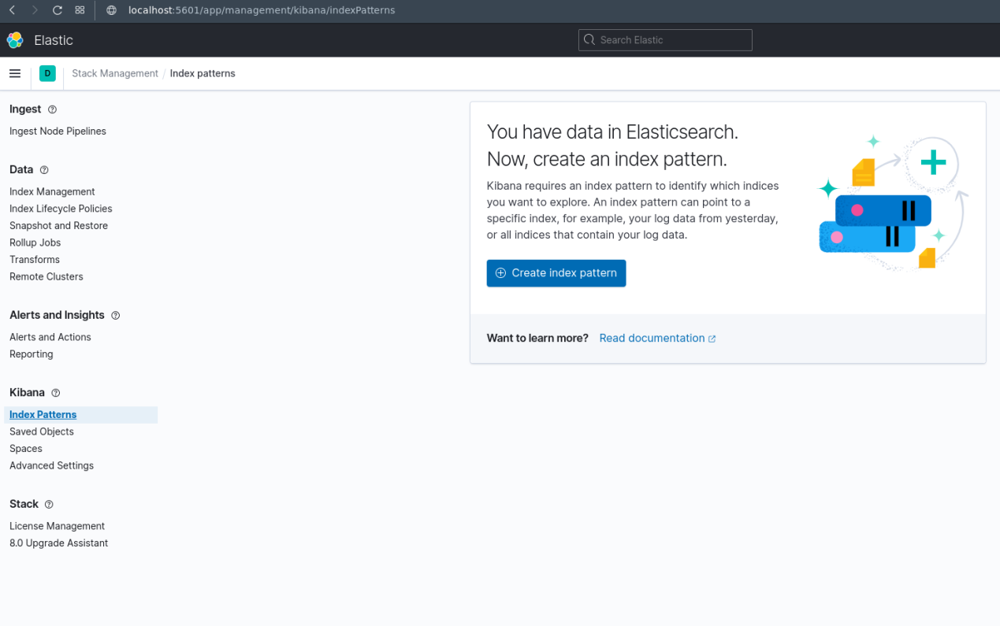 localhost:5601/app/management/kibana/indexPatterns
Elastic
Search Elastic
D
Stack Management / Index patterns
Ingest
Ingest Node Pipelines
Data
Index Management
Index Lifecycle Policies
Snapshot and Restore
Rollup Jobs
Transforms
Remote Clusters
Alerts and Insights
Alerts and Actions
Reporting
Kibana
Index Patterns
Saved Objects
Spaces
Advanced Settings
Stack
License Management
8.0 Upgrade Assistant
You have data in Elasticsearch.
Now, create an index pattern.
Kibana requires an index pattern to identify which indices
you want to explore. An index pattern can point to a
specific index, for example, your log data from yesterday,
or all indices that contain your log data.
Create index pattern
Want to learn more? Read documentation